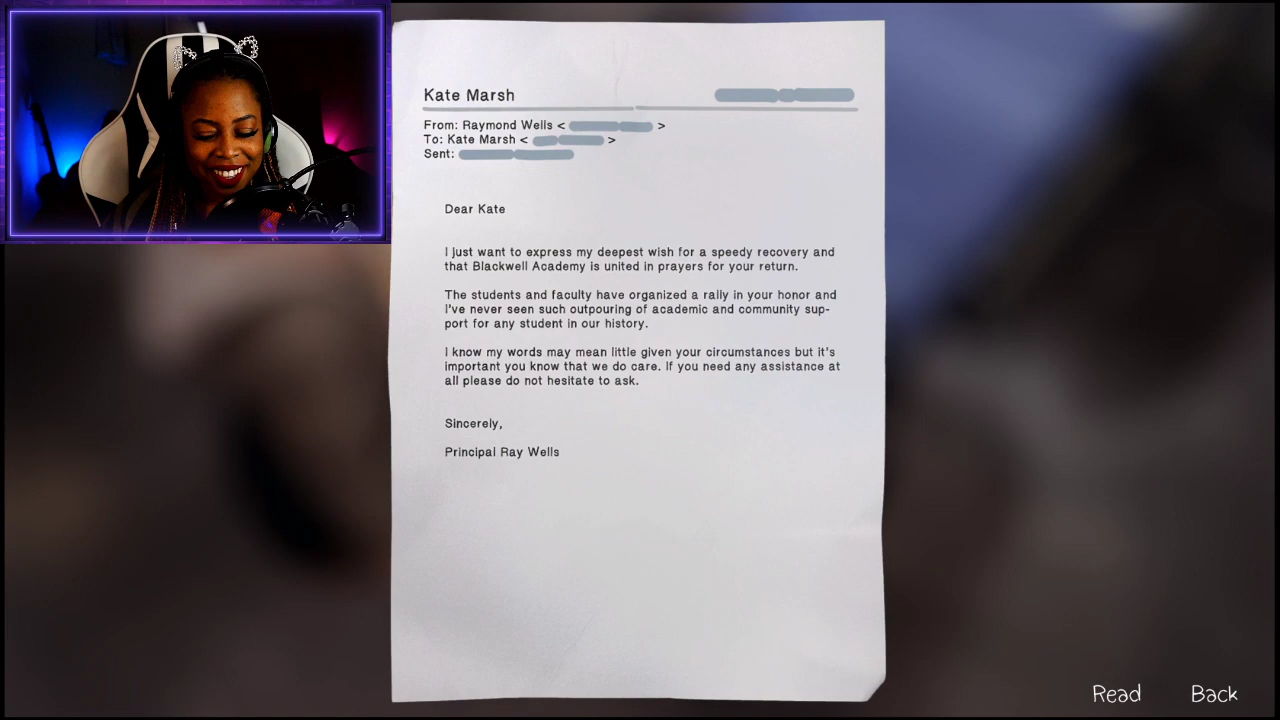 Kate Marsh
From: Raymond Wells < >
To: Kate Marsh < >
Sent:
Dear Kate
I just want to express my deepest wish for a speedy recovery and
that Blackwell Academy is united in prayers for your return.
The students and faculty have organized a rally in your honor and
I've never seen such outpouring of academic and community sup-
port for any student in our history.
I know my words may mean little given your circumstances but it's
important you know that we do care. If you need any assistance at
all please do not hesitate to ask.
Sincerely,
Principal Ray Wells
Read Back